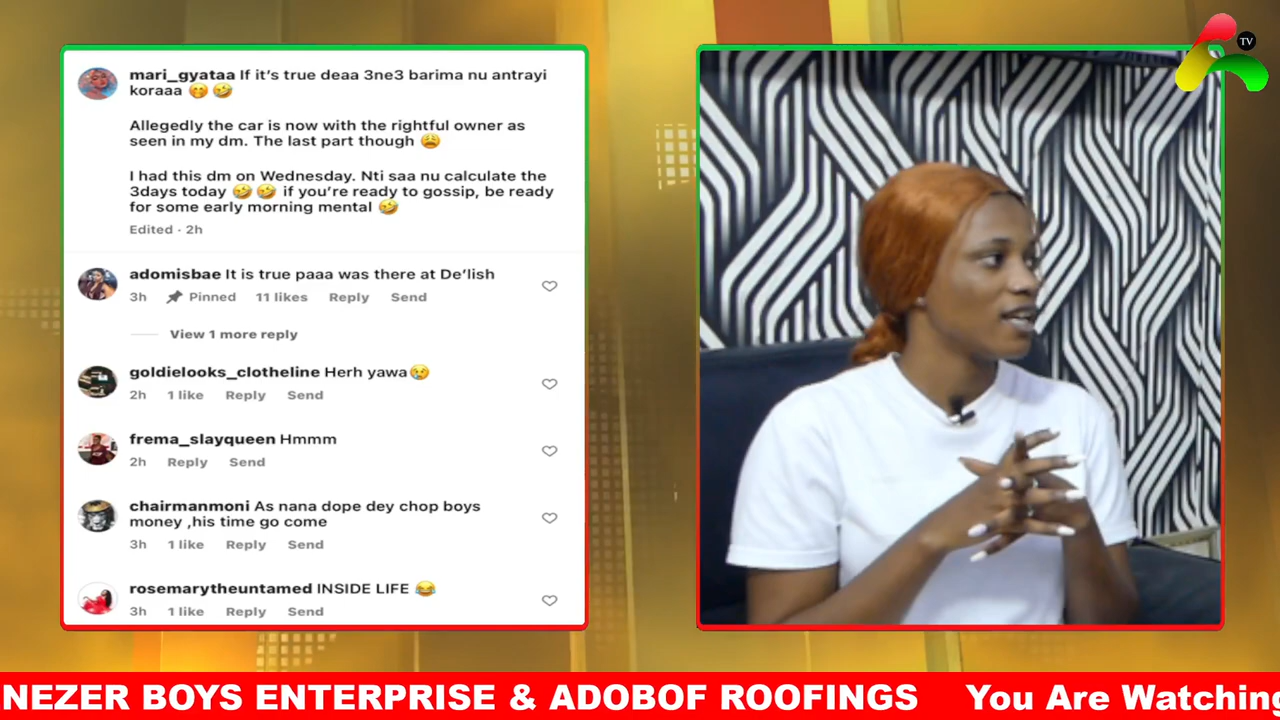 mari_gyataa If it's true deaa 3ne3 barima nu antrayi
koraaa 🤭🤣
Allegedly the car is now with the rightful owner as
seen in my dm. The last part though 😩
I had this dm on Wednesday. Nti saa nu calculate the
3days today 🤣🤣 if you're ready to gossip, be ready
for some early morning mental 🤣
Edited · 2h
adomisbae It is true paaa was there at De'lish
3h Pinned 11 likes Reply Send
View 1 more reply
goldielooks_clotheline Herh yawa😢
2h 1 like Reply Send
frema_slayqueen Hmmm
2h Reply Send
chairmanmoni As nana dope dey chop boys
money ,his time go come
3h 1 like Reply Send
rosemarytheuntamed INSIDE LIFE 😂
3h 1 like Reply Send
TV
NEZER BOYS ENTERPRISE & ADOBOF ROOFINGS You Are Watching